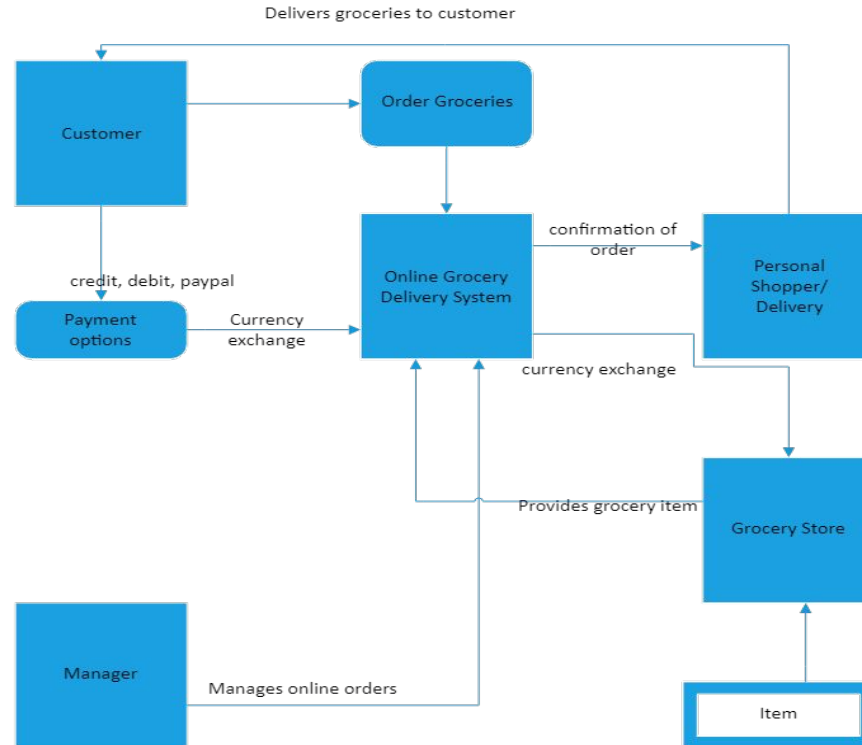 Delivers groceries to customer
Customer
Order Groceries
credit, debit, paypal
Payment
options
Currency
exchange
Online Grocery
Delivery System
confirmation of
order
Personal
Shopper/
Delivery
currency exchange
Provides grocery item
Grocery Store
Manager
Manages online orders
Item